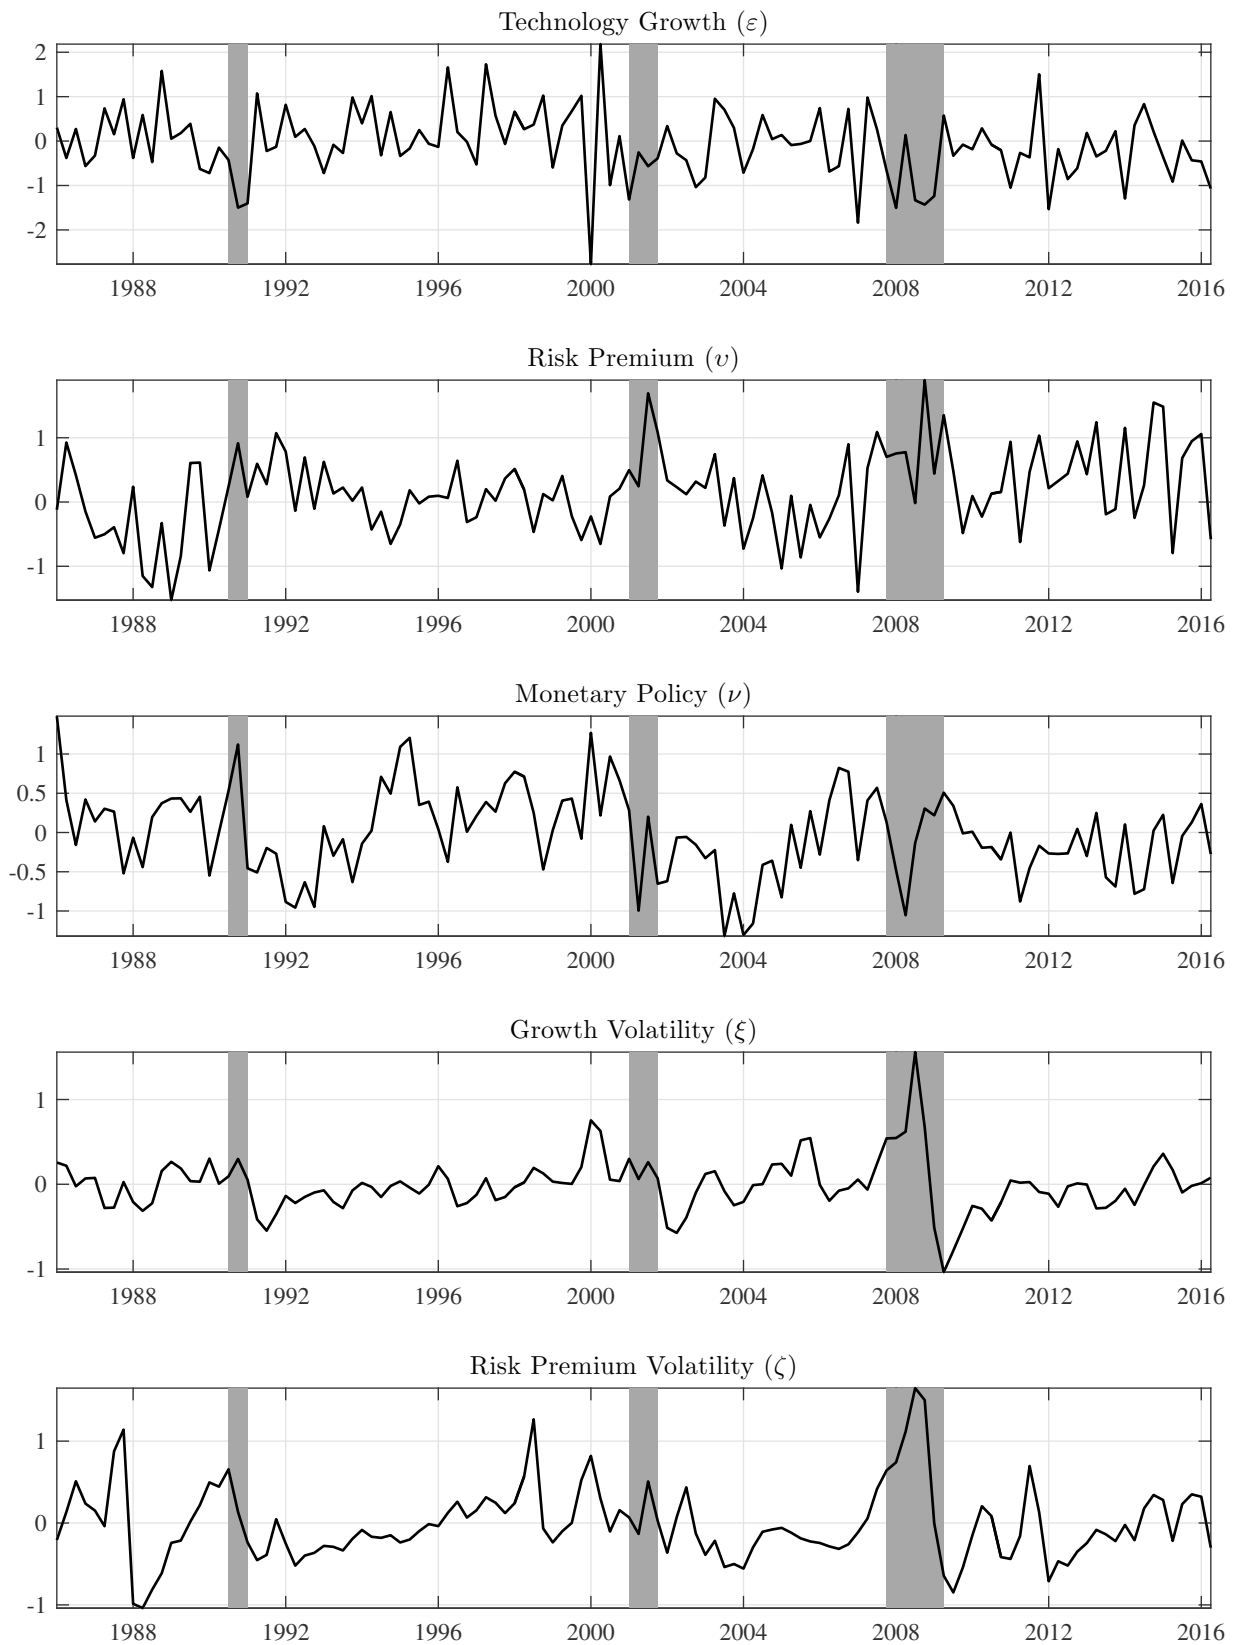 Technology Growth (ε)
2
1
0
-1
-2
1988 1992 1996 2000 2004 2008 2012 2016
Risk Premium (υ)
1
0
-1
1988 1992 1996 2000 2004 2008 2012 2016
Monetary Policy (ν)
1
0.5
0
-0.5
-1
1988 1992 1996 2000 2004 2008 2012 2016
Growth Volatility (ξ)
1
0
-1
1988 1992 1996 2000 2004 2008 2012 2016
Risk Premium Volatility (ζ)
1
0
-1
1988 1992 1996 2000 2004 2008 2012 2016